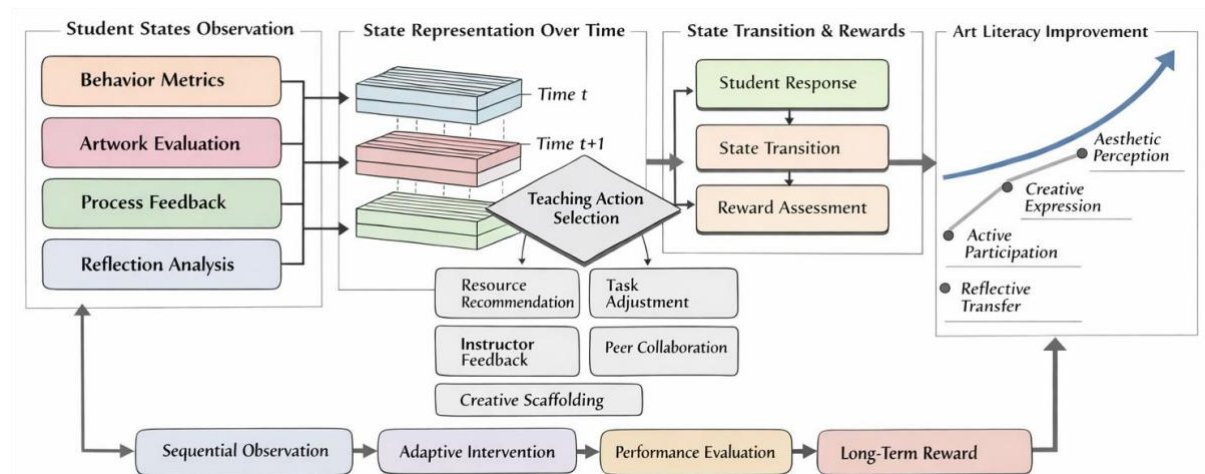 Student States Observation
Behavior Metrics
Artwork Evaluation
Process Feedback
Reflection Analysis
State Representation Over Time
Time t
Time t+1
Teaching Action
Selection
Resource
Recommendation
Task
Adjustment
Instructor
Feedback
Peer Collaboration
Creative Scaffolding
State Transition & Rewards
Student Response
State Transition
Reward Assessment
Art Literacy Improvement
Aesthetic
Perception
Creative
Expression
Active
Participation
Reflective
Transfer
Sequential Observation
Adaptive Intervention
Performance Evaluation
Long-Term Reward